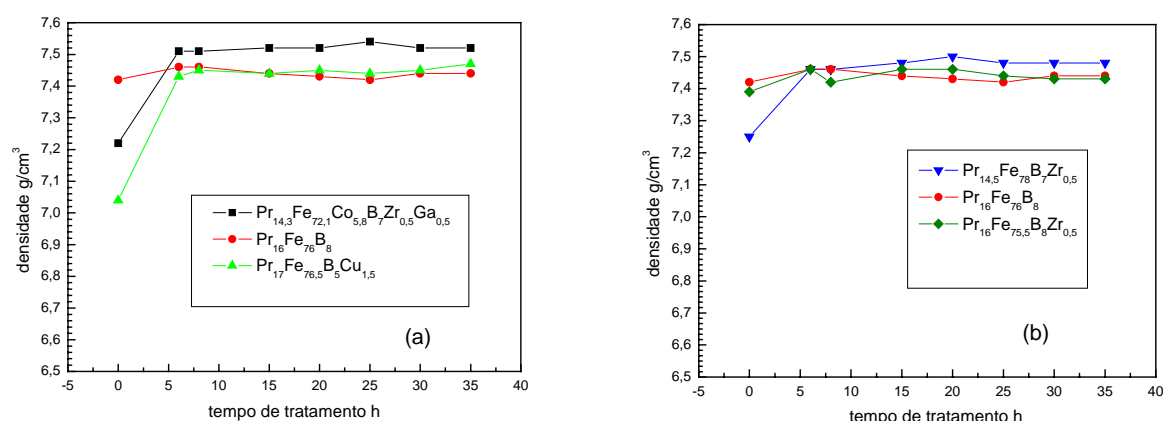 7,6
7,5
7,4
7,3
7,2
7,1
7,0
6,9
6,8
6,7
6,6
6,5
densidade g/cm³
-5 0 5 10 15 20 25 30 35 40
tempo de tratamento h
Pr₁₄,₃Fe₇₂,₁Co₅,₈B₇Zr₀,₅Ga₀,₅
Pr₁₆Fe₇₆B₈
Pr₁₇Fe₇₆,₅B₅Cu₁,₅
(a)
7,6
7,5
7,4
7,3
7,2
7,1
7,0
6,9
6,8
6,7
6,6
6,5
densidade g/cm³
-5 0 5 10 15 20 25 30 35 40
tempo de tratamento h
Pr₁₄,₅Fe₇₈B₇Zr₀,₅
Pr₁₆Fe₇₆B₈
Pr₁₆Fe₇₅,₅B₈Zr₀,₅
(b)